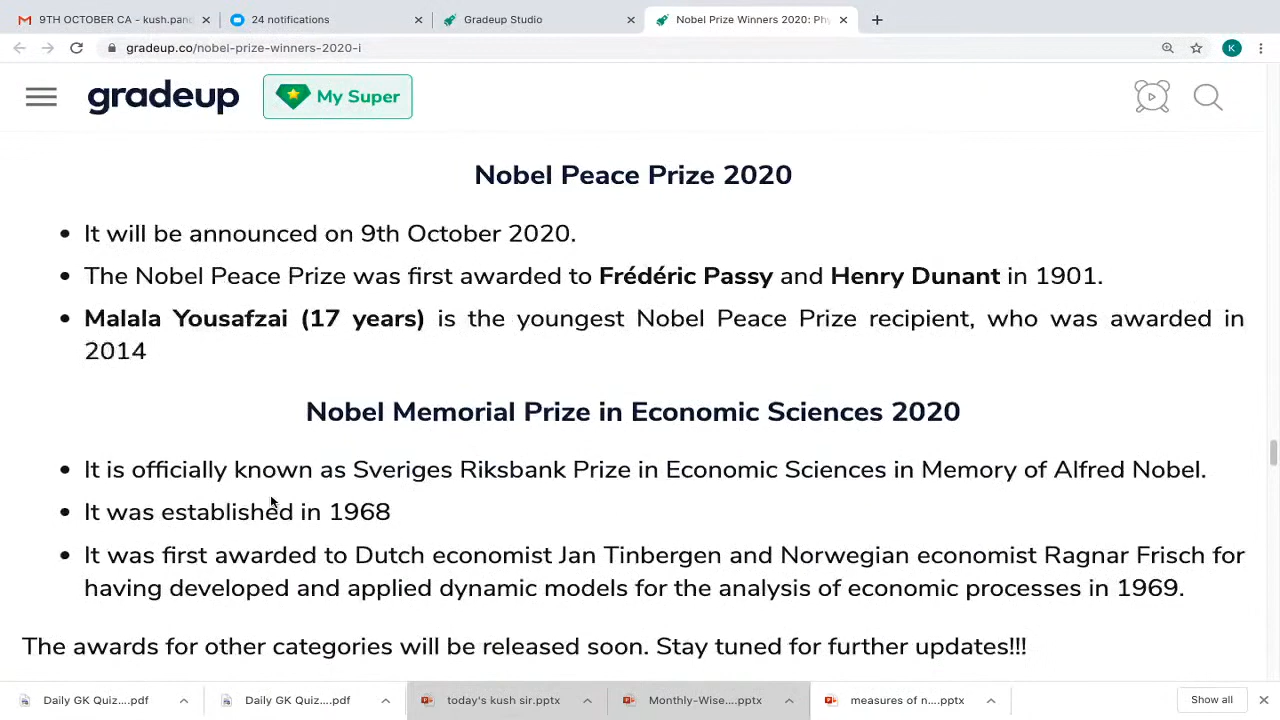 9TH OCTOBER CA - kush.pan
24 notifications
Gradeup Studio
Nobel Prize Winners 2020: Ph
gradeup.co/nobel-prize-winners-2020-i
K
gradeup
My Super
Nobel Peace Prize 2020
• It will be announced on 9th October 2020.
• The Nobel Peace Prize was first awarded to Frédéric Passy and Henry Dunant in 1901.
• Malala Yousafzai (17 years) is the youngest Nobel Peace Prize recipient, who was awarded in
2014
Nobel Memorial Prize in Economic Sciences 2020
• It is officially known as Sveriges Riksbank Prize in Economic Sciences in Memory of Alfred Nobel.
• It was established in 1968
• It was first awarded to Dutch economist Jan Tinbergen and Norwegian economist Ragnar Frisch for
having developed and applied dynamic models for the analysis of economic processes in 1969.
The awards for other categories will be released soon. Stay tuned for further updates!!!
Daily GK Quiz....pdf
Daily GK Quiz....pdf
today's kush sir.pptx
Monthly-Wise....pptx
measures of n....pptx
Show all